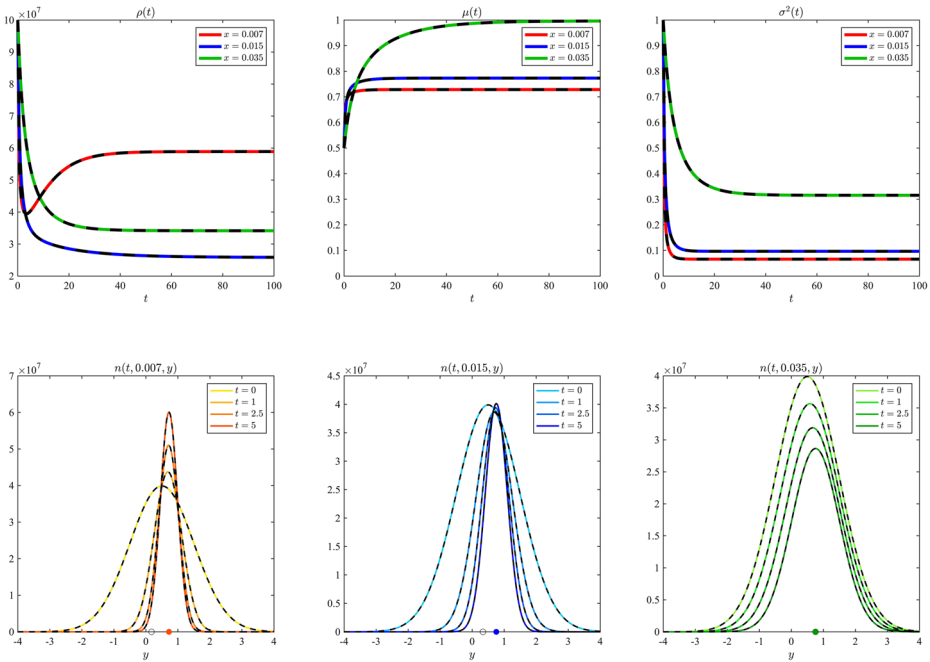 ρ(t)
×10⁷
10
9
8
7
6
5
4
3
2
0 20 40 60 80 100
t
x = 0.007
x = 0.015
x = 0.035
μ(t)
1
0.9
0.8
0.7
0.6
0.5
0.4
0.3
0.2
0.1
0
0 20 40 60 80 100
t
x = 0.007
x = 0.015
x = 0.035
σ²(t)
1
0.9
0.8
0.7
0.6
0.5
0.4
0.3
0.2
0.1
0
0 20 40 60 80 100
t
x = 0.007
x = 0.015
x = 0.035
n(t, 0.007, y)
×10⁷
7
6
5
4
3
2
1
0
-4 -3 -2 -1 0 1 2 3 4
y
t = 0
t = 1
t = 2.5
t = 5
n(t, 0.015, y)
×10⁷
4.5
4
3.5
3
2.5
2
1.5
1
0.5
0
-4 -3 -2 -1 0 1 2 3 4
y
t = 0
t = 1
t = 2.5
t = 5
n(t, 0.035, y)
×10⁷
4
3.5
3
2.5
2
1.5
1
0.5
0
-4 -3 -2 -1 0 1 2 3 4
y
t = 0
t = 1
t = 2.5
t = 5